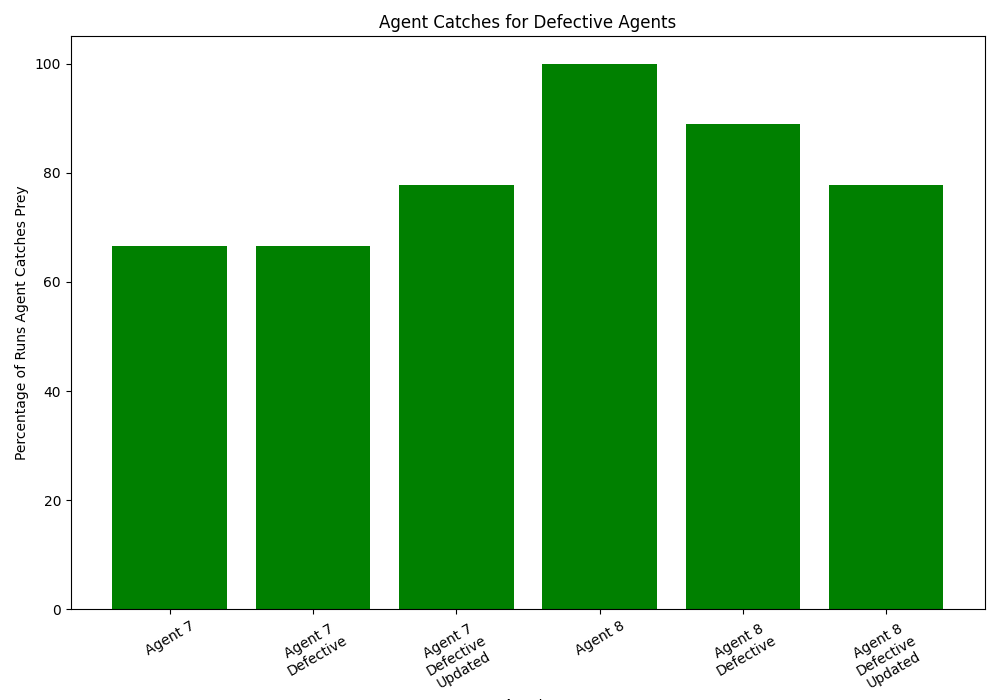 Agent Catches for Defective Agents
Percentage of Runs Agent Catches Prey
100
80
60
40
20
0
Agent 7
Agent 7
Defective
Agent 7
Defective
Updated
Agent 8
Agent 8
Defective
Agent 8
Defective
Updated